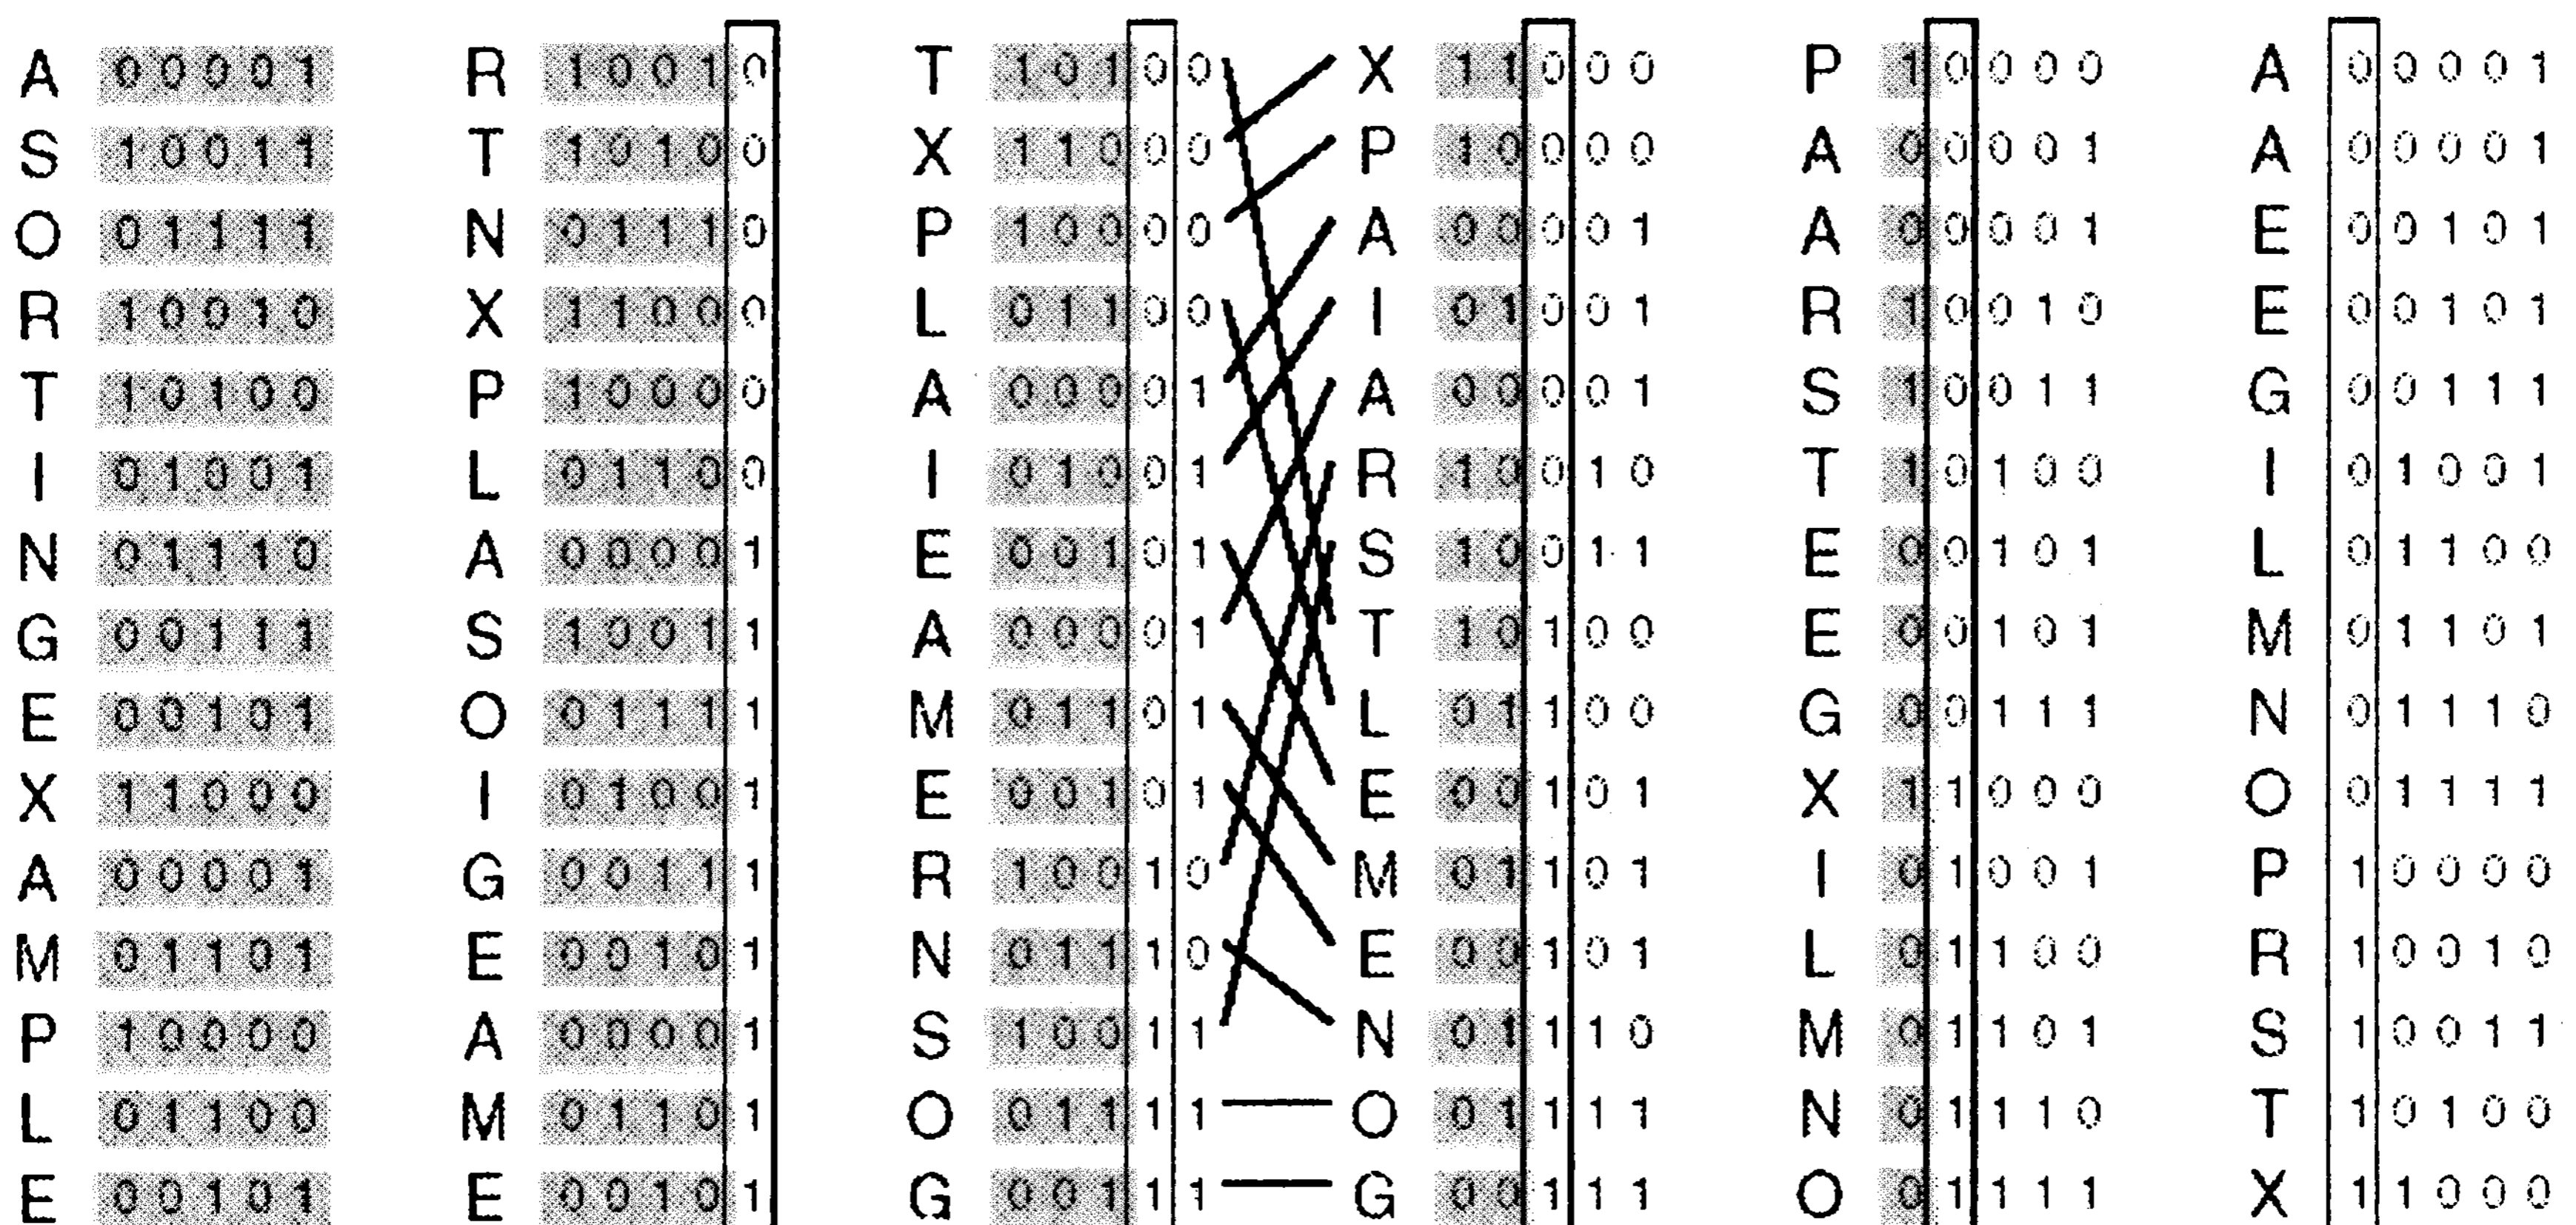 A 00001 R 10010 T 10100 X 11000 P 10000 A 00001
S 10011 T 10100 X 11000 P 10000 A 00001 A 00001
O 01111 N 01110 P 10000 A 00001 A 00001 E 00101
R 10010 X 11000 L 01100 I 01001 R 10010 E 00101
T 10100 P 10000 A 00001 A 00001 S 10011 G 00111
I 01001 L 01100 I 01001 R 10010 T 10100 I 01001
N 01110 A 00001 E 00101 S 10011 E 00101 L 01100
G 00111 S 10011 A 00001 T 10100 E 00101 M 01101
E 00101 O 01111 M 01101 L 01100 G 00111 N 01110
X 11000 I 01001 E 00101 E 00101 X 11000 O 01111
A 00001 G 00111 R 10010 M 01101 I 01001 P 10000
M 01101 E 00101 N 01110 E 00101 L 01100 R 10010
P 10000 A 00001 S 10011 N 01110 M 01101 S 10011
L 01100 M 01101 O 01111 O 01111 N 01110 T 10100
E 00101 E 00101 G 00111 G 00111 O 01111 X 11000